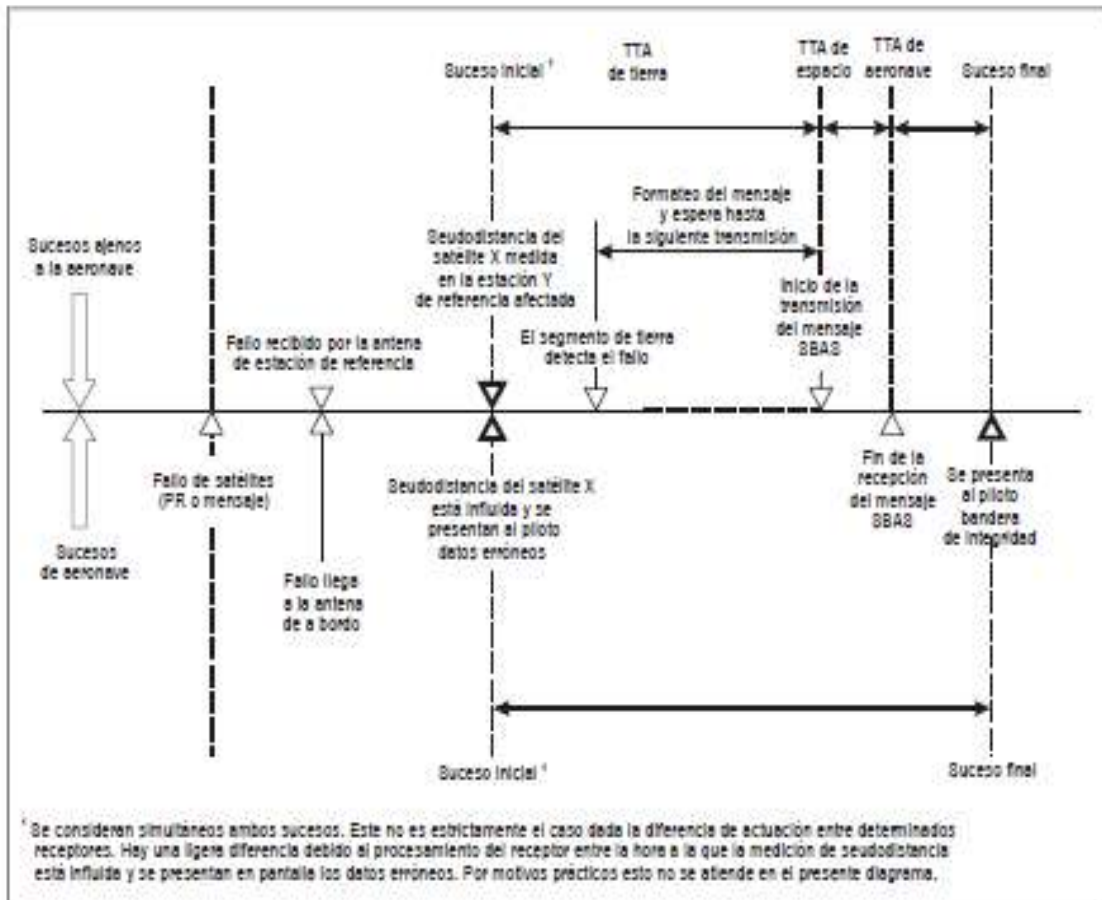 Suceso inicial ¹
TTA
de tierra
TTA de
espacio
TTA de
aeronave
Suceso final
Formateo del mensaje
y espera hasta
la siguiente transmisión
Sucesos ajenos
a la aeronave
Seudodistancia del
satélite X medida
en la estación Y
de referencia afectada
Inicio de la
transmisión
del mensaje
SBAS
Fallo recibido por la antena
de estación de referencia
El segmento de tierra
detecta el fallo
Fallo de satélites
(PR o mensaje)
Seudodistancia del satélite X
está influida y se
presentan al piloto
datos erróneos
Fin de la
recepción
del mensaje
SBAS
Se presenta
al piloto
bandera
de integridad
Sucesos
de aeronave
Fallo llega
a la antena
de a bordo
Suceso inicial ¹
Suceso final
¹ Se consideran simultáneos ambos sucesos. Este no es estrictamente el caso dada la diferencia de actuación entre determinados
receptores. Hay una ligera diferencia debido al procesamiento del receptor entre la hora a la que la medición de seudodistancia
está influida y se presentan en pantalla los datos erróneos. Por motivos prácticos esto no se atiende en el presente diagrama.